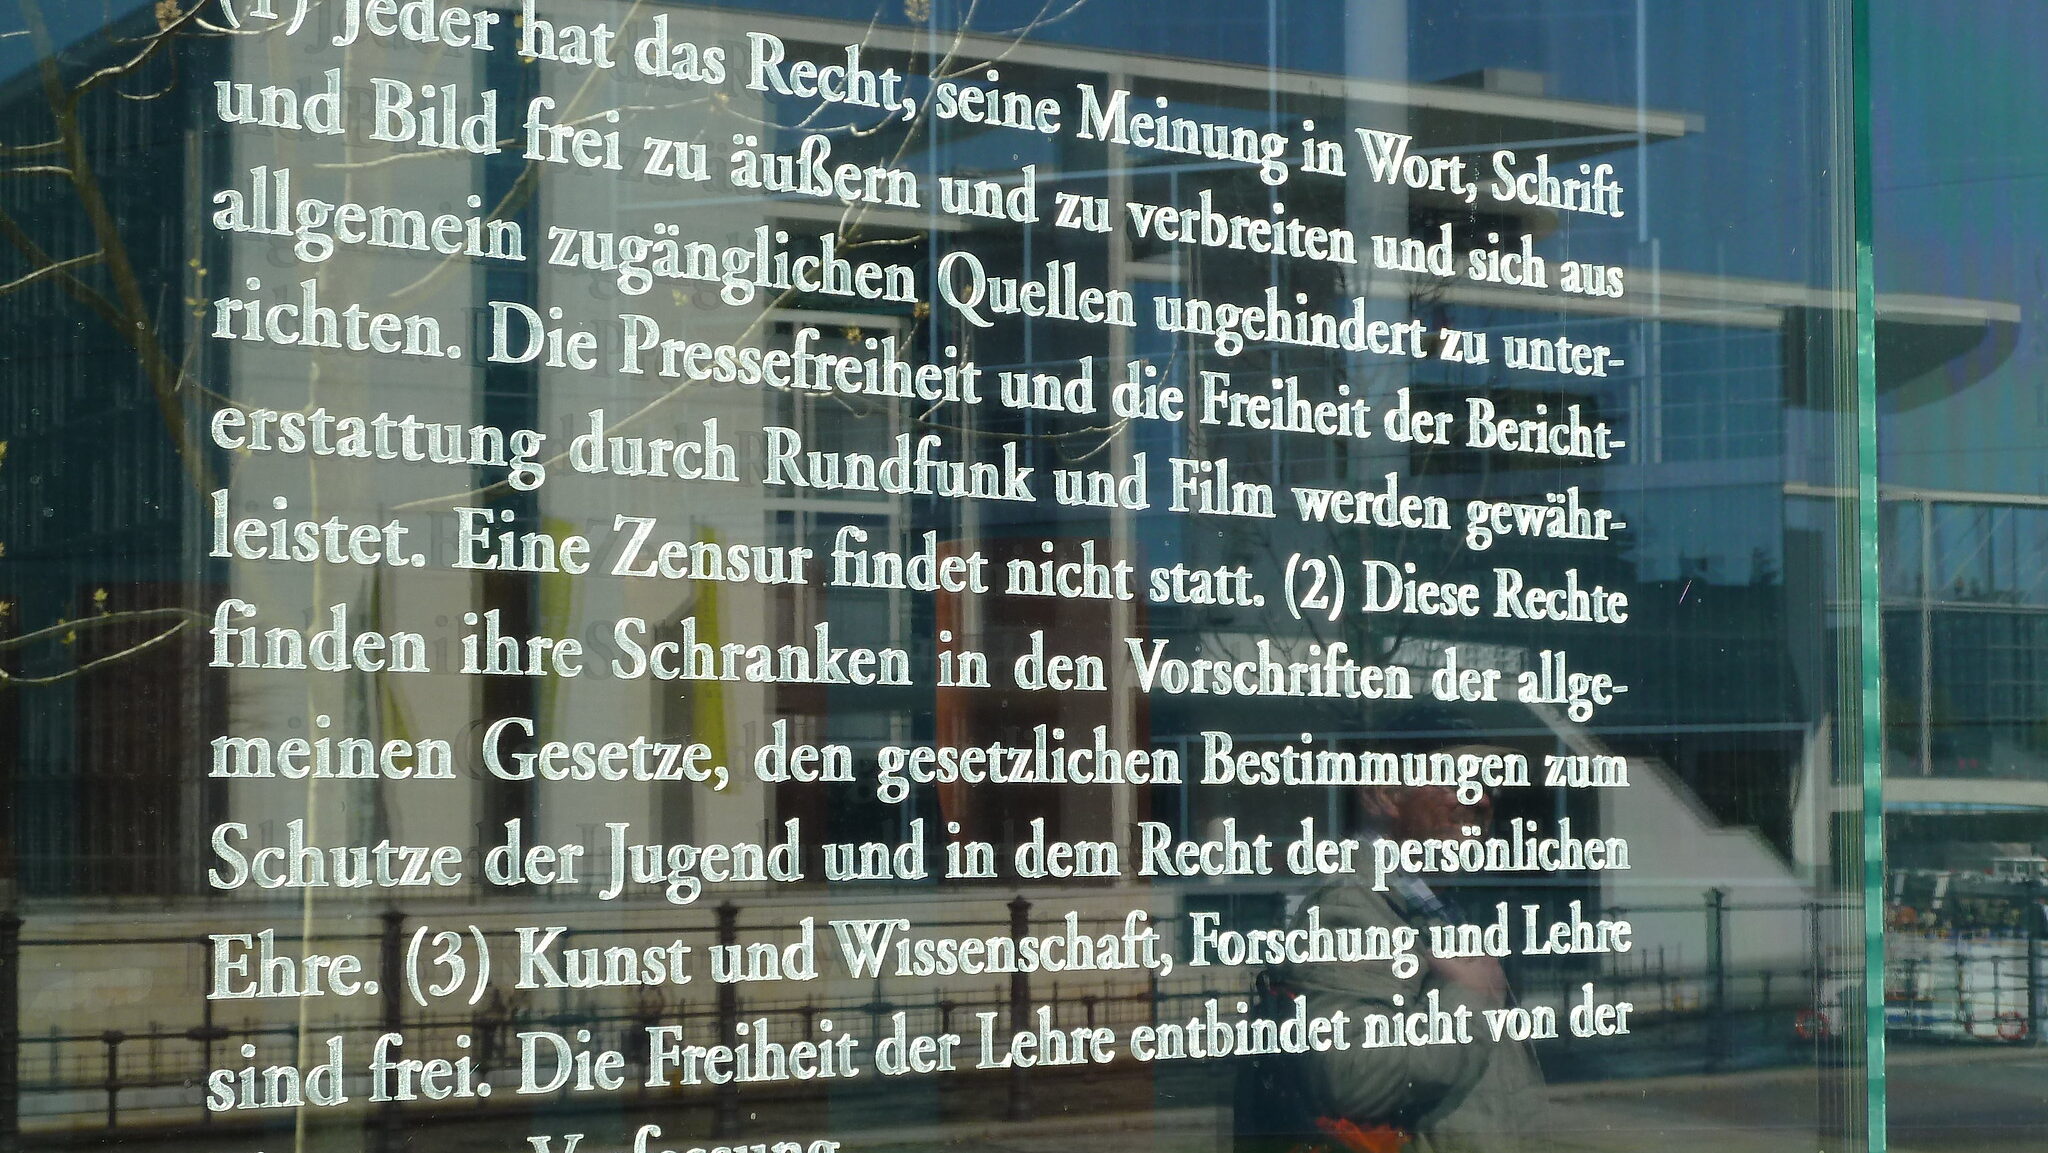 (1) Jeder hat das Recht, seine Meinung in Wort, Schrift
und Bild frei zu äußern und zu verbreiten und sich aus
allgemein zugänglichen Quellen ungehindert zu unter-
richten. Die Pressefreiheit und die Freiheit der Bericht-
erstattung durch Rundfunk und Film werden gewähr-
leistet. Eine Zensur findet nicht statt. (2) Diese Rechte
finden ihre Schranken in den Vorschriften der allge-
meinen Gesetze, den gesetzlichen Bestimmungen zum
Schutze der Jugend und in dem Recht der persönlichen
Ehre. (3) Kunst und Wissenschaft, Forschung und Lehre
sind frei. Die Freiheit der Lehre entbindet nicht von der
Verfassung